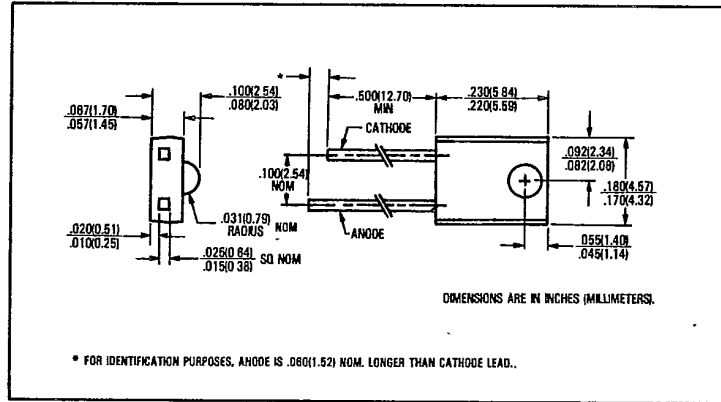 *
.100(2.54)
.080(2.03)
.067(1.70)
.057(1.45)
.500(12.70)
MIN
.230(5.84)
.220(5.59)
CATHODE
.100(2.54)
NOM
.092(2.34)
.082(2.08)
.180(4.57)
.170(4.32)
.031(0.79) NOM
RADIUS
ANODE
.020(0.51)
.010(0.25)
.025(0.64)
.015(0.38) SQ NOM
.055(1.40)
.045(1.14)
DIMENSIONS ARE IN INCHES (MILLIMETERS).
* FOR IDENTIFICATION PURPOSES, ANODE IS .060(1.52) NOM. LONGER THAN CATHODE LEAD..